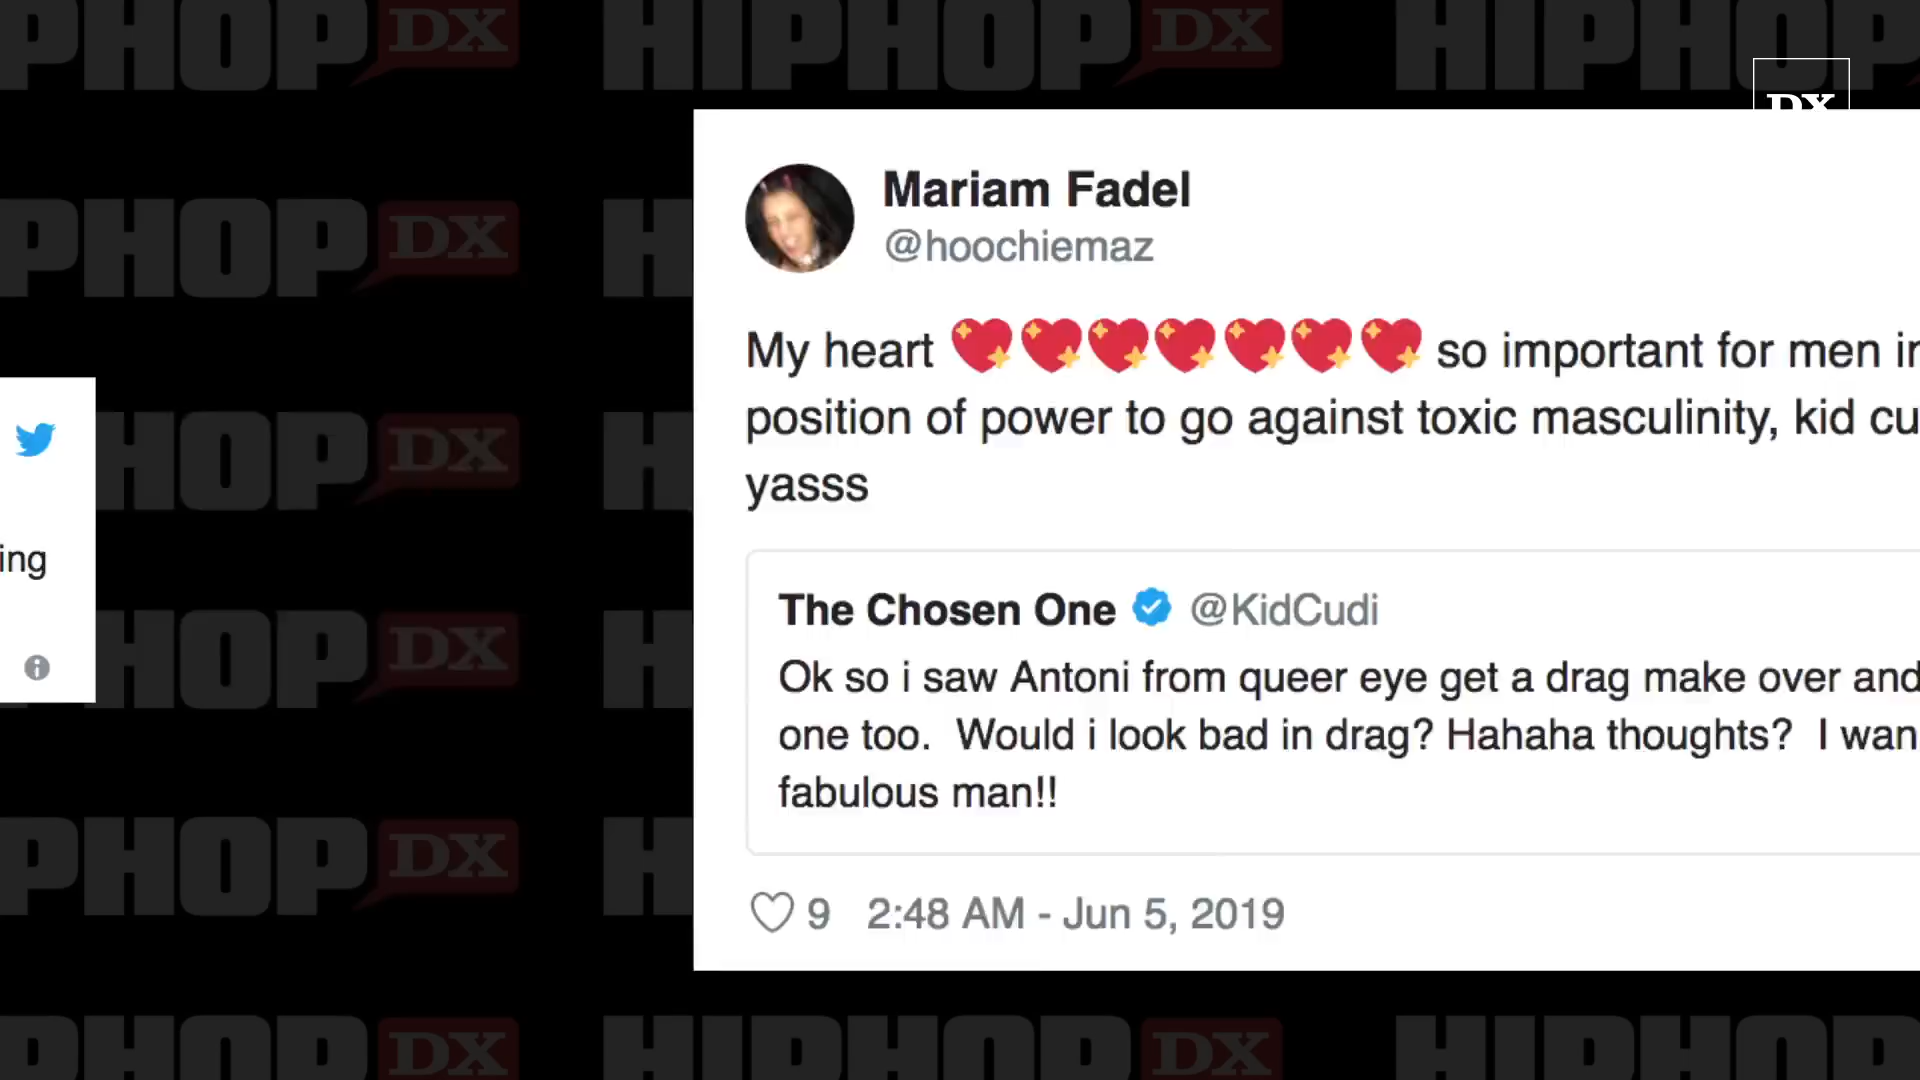 HIPHOPDX
DX
Mariam Fadel
@hoochiemaz
My heart 💖💖💖💖💖💖💖 so important for men in
position of power to go against toxic masculinity, kid cu
yasss
ing
The Chosen One @KidCudi
Ok so i saw Antoni from queer eye get a drag make over and
one too.  Would i look bad in drag? Hahaha thoughts?  I wan
fabulous man!!
9 2:48 AM - Jun 5, 2019